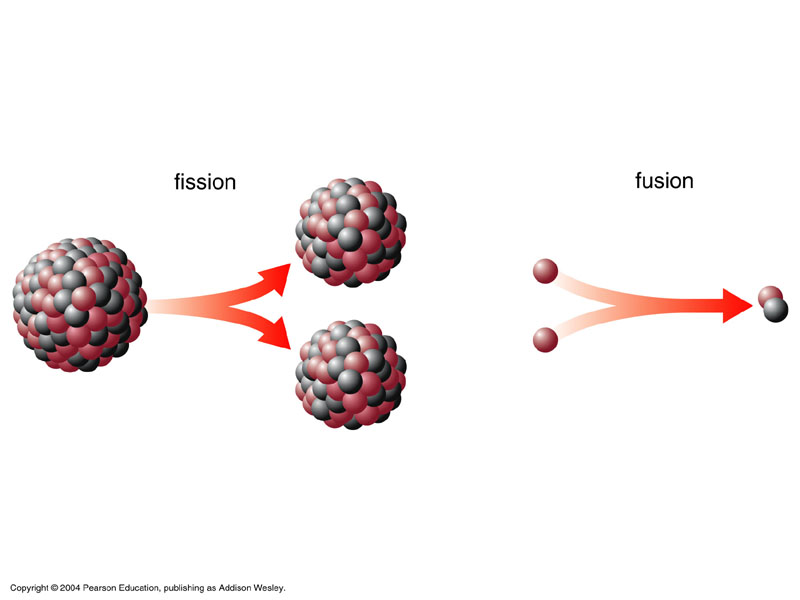 fission
fusion
Copyright © 2004 Pearson Education, publishing as Addison Wesley.